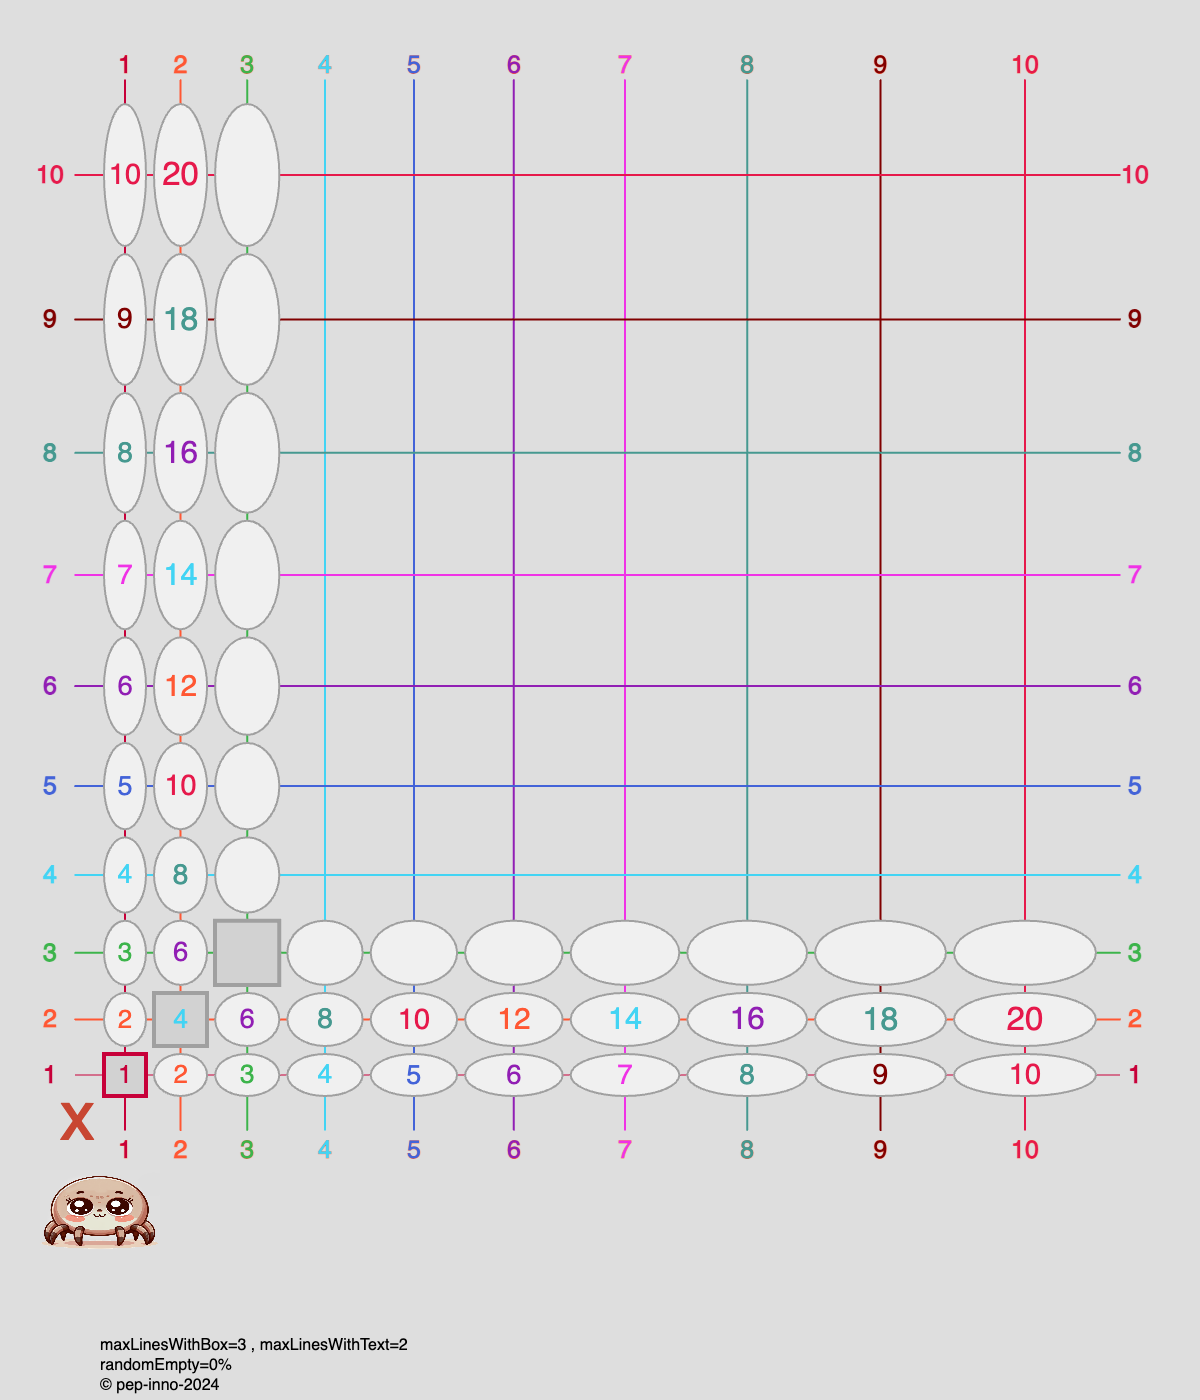 1 2 3 4 5 6 7 8 9 10
10 10 20 10
9 9 18 9
8 8 16 8
7 7 14 7
6 6 12 6
5 5 10 5
4 4 8 4
3 3 6 3
2 2 4 6 8 10 12 14 16 18 20 2
1 1 2 3 4 5 6 7 8 9 10 1
X
1 2 3 4 5 6 7 8 9 10
maxLinesWithBox=3 , maxLinesWithText=2
randomEmpty=0%
© pep-inno-2024